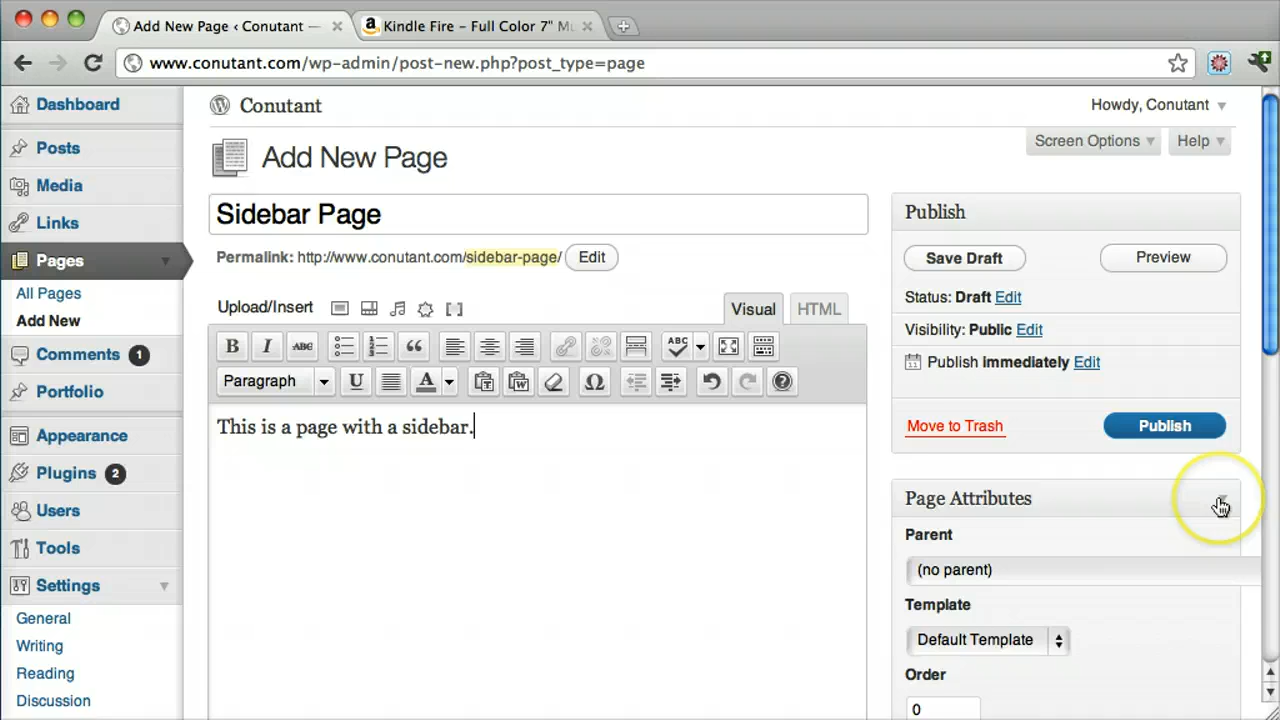 Add New Page ‹ Conutant —
Kindle Fire – Full Color 7" Mu
www.conutant.com/wp-admin/post-new.php?post_type=page
Dashboard
Posts
Media
Links
Pages
All Pages
Add New
Comments 1
Portfolio
Appearance
Plugins 2
Users
Tools
Settings
General
Writing
Reading
Discussion
Conutant
Howdy, Conutant
Screen Options
Help
Add New Page
Sidebar Page
Permalink: http://www.conutant.com/sidebar-page/ Edit
Upload/Insert
Visual
HTML
B I ABC ABC
Paragraph U A Ω
This is a page with a sidebar.
Publish
Save Draft
Preview
Status: Draft Edit
Visibility: Public Edit
Publish immediately Edit
Move to Trash
Publish
Page Attributes
Parent
(no parent)
Template
Default Template
Order
0